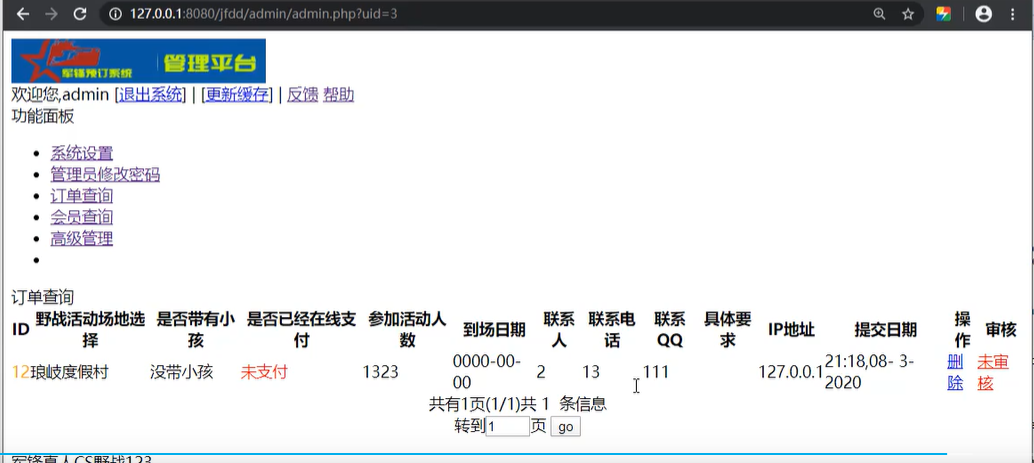 127.0.0.1:8080/jfdd/admin/admin.php?uid=3
军锋预订系统 管理平台
欢迎您,admin [退出系统] | [更新缓存] | 反馈 帮助
功能面板
系统设置
管理员修改密码
订单查询
会员查询
高级管理
订单查询
ID 野战活动场地选择 是否带有小孩 是否已经在线支付 参加活动人数 到场日期 联系人 联系电话 联系QQ 具体要求 IP地址 提交日期 操作 审核
12 琅岐度假村 没带小孩 未支付 1323 0000-00-00 2 13 111 127.0.0.1 21:18,08- 3-2020 删除 未审核
共有1页(1/1)共 1 条信息
转到 1 页 go
军锋真人CS野战123